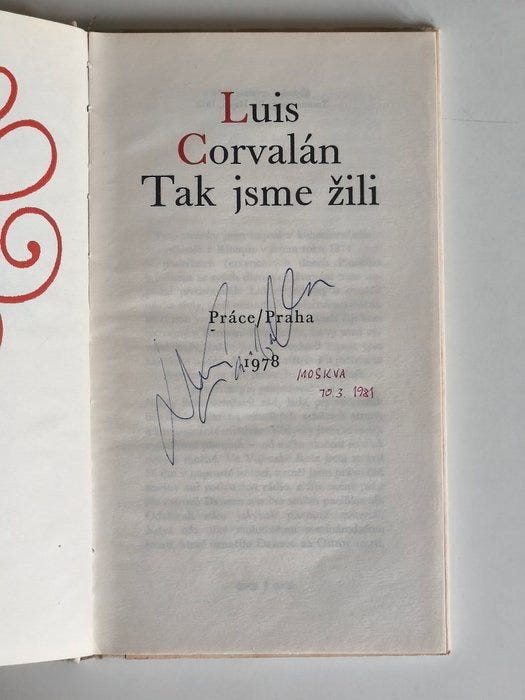 Luis
Corvalán
Tak jsme žili
Práce/Praha
1978
MOSKVA
10.3.1981